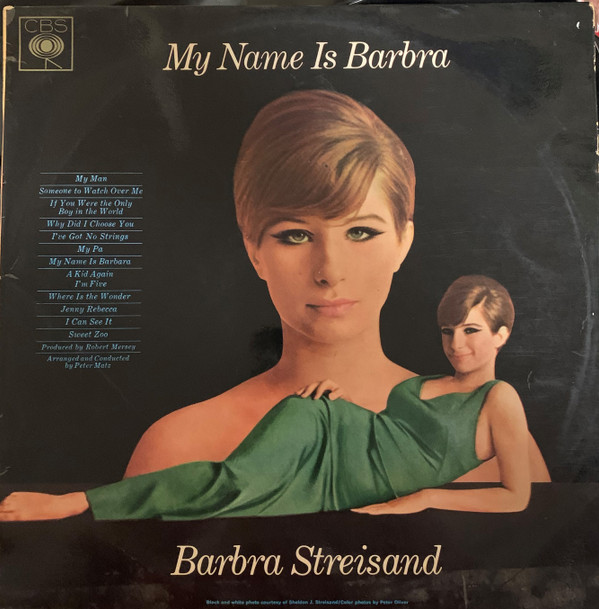 CBS
My Name Is Barbra
My Man
Someone to Watch Over Me
If You Were the Only
Boy in the World
Why Did I Choose You
I've Got No Strings
My Pa
My Name Is Barbara
A Kid Again
I'm Five
Where Is the Wonder
Jenny Rebecca
I Can See It
Sweet Zoo
Produced by Robert Mersey
Arranged and Conducted
by Peter Matz
Barbra Streisand
Black and white photo courtesy of Sheldon J. Streisand/Color photos by Peter Oliver